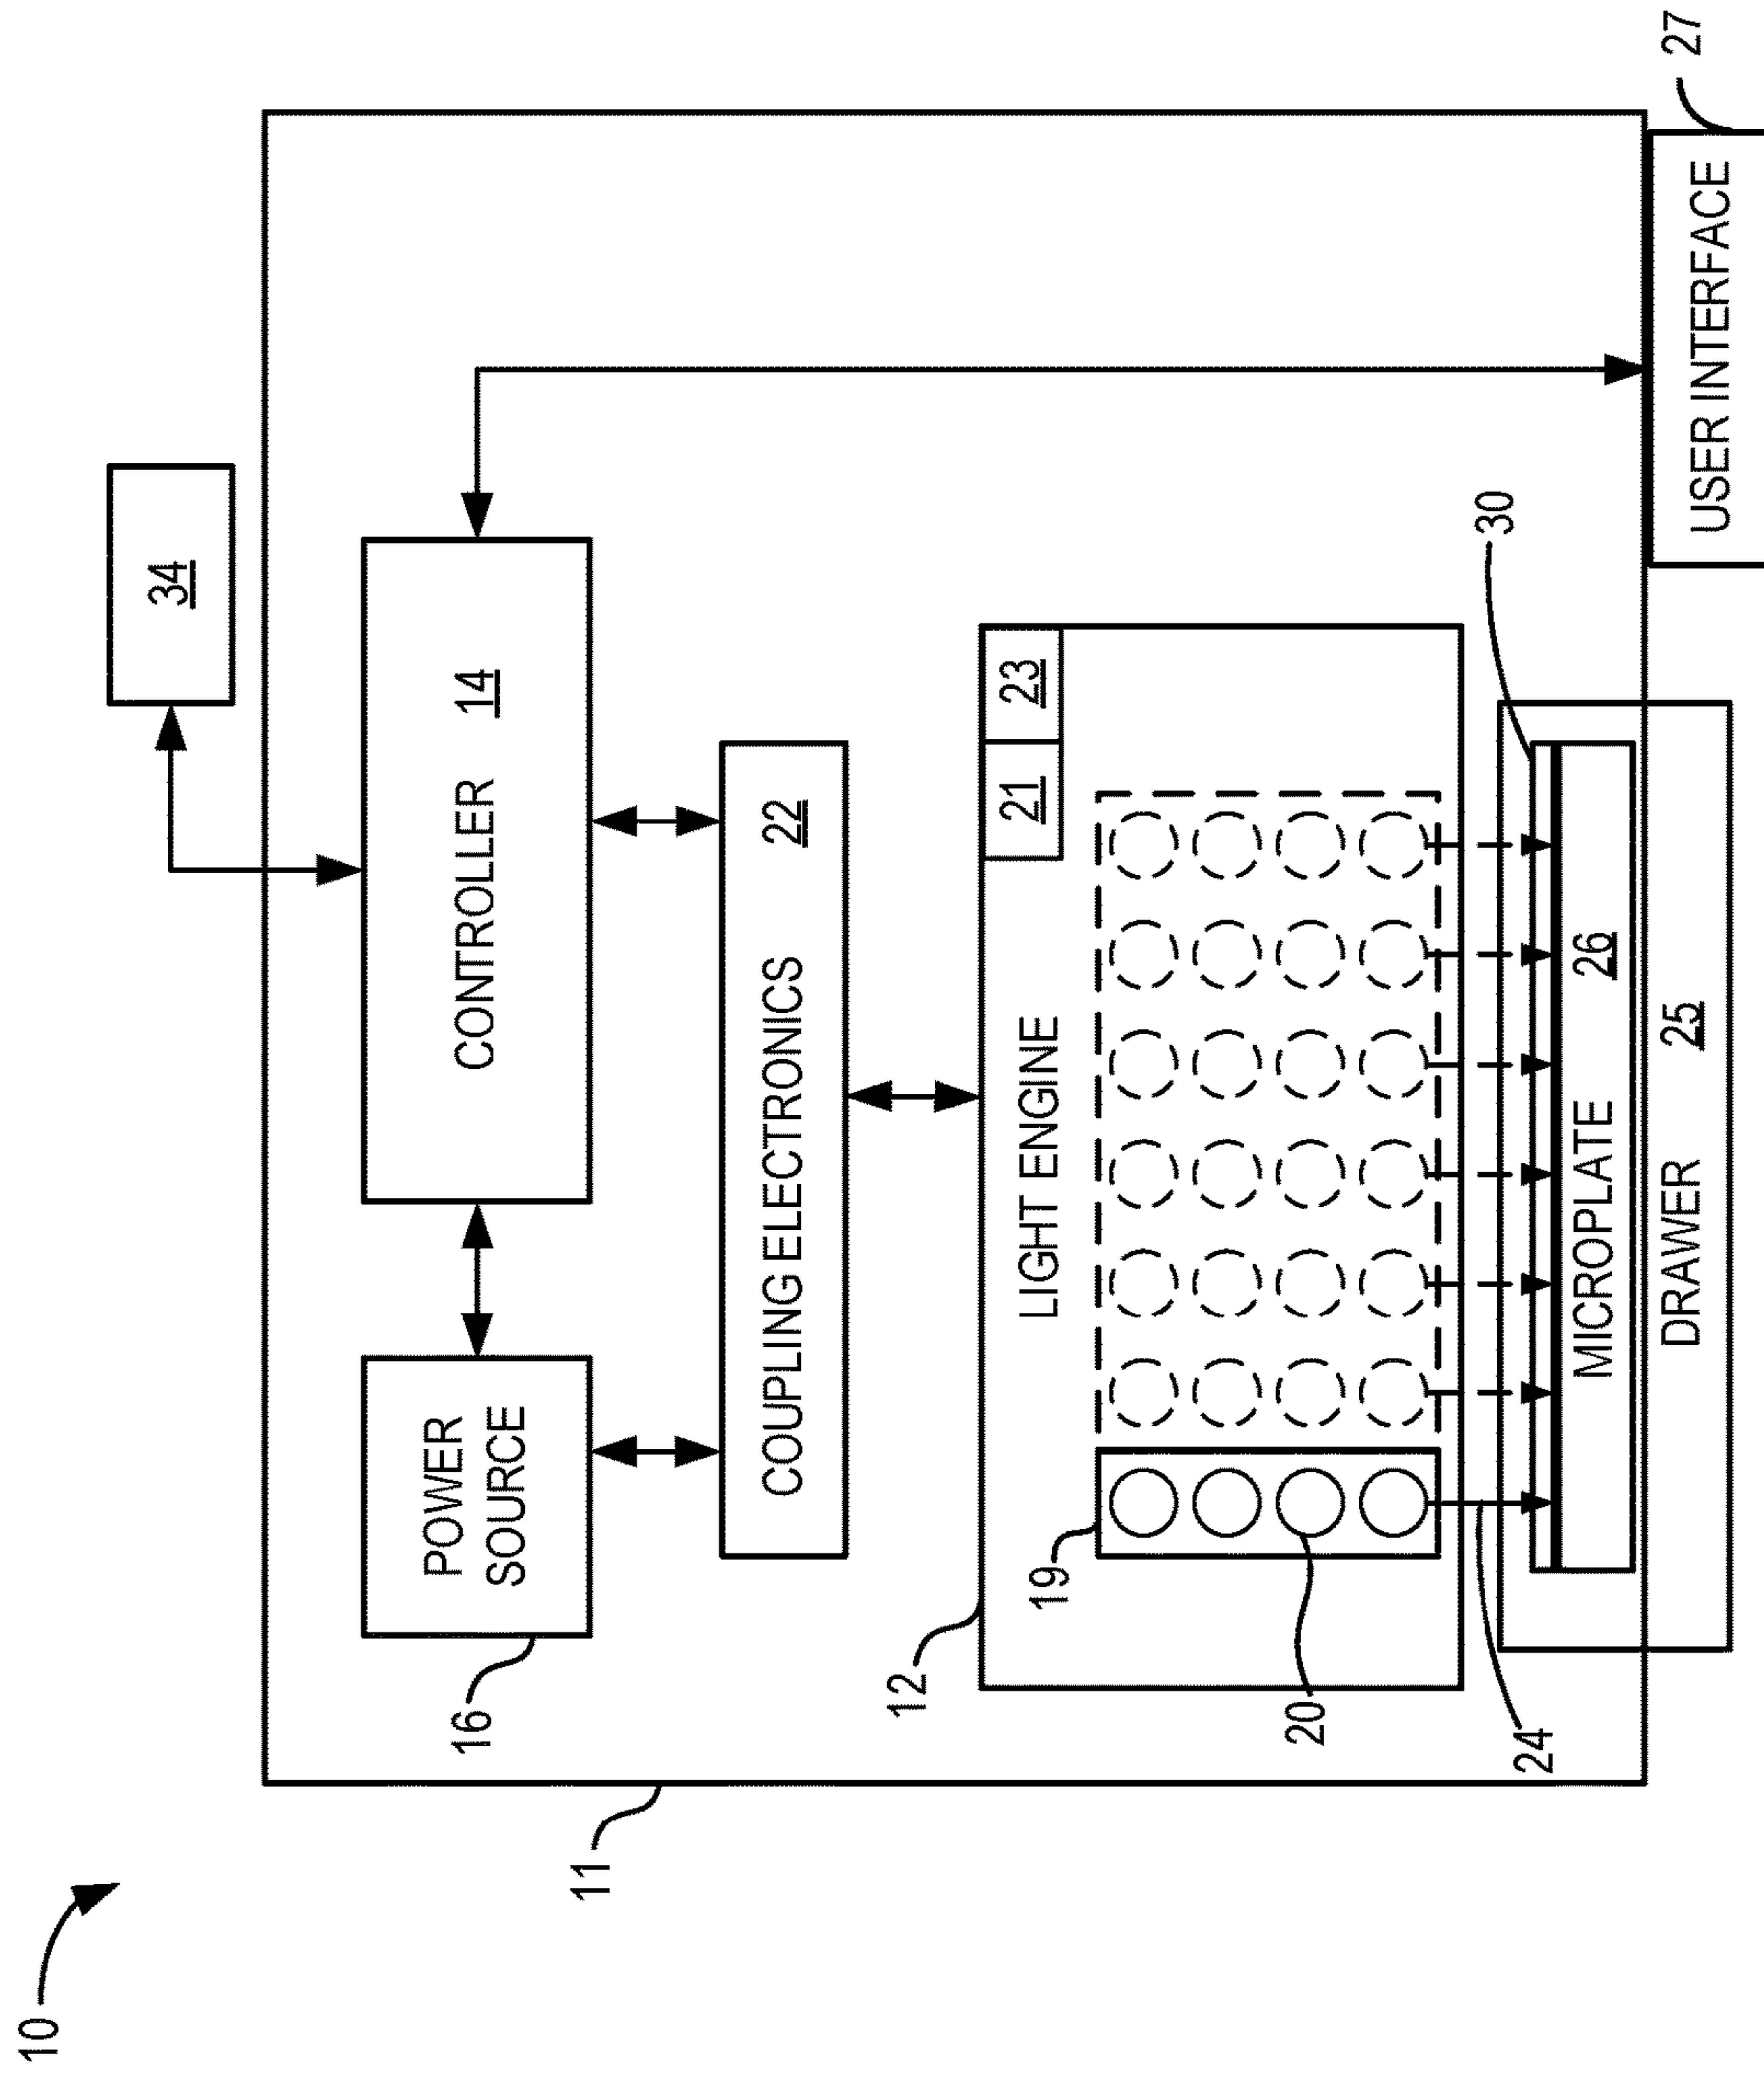 10
11
34
CONTROLLER 14
POWER
SOURCE
16
COUPLING ELECTRONICS 22
12
LIGHT ENGINE
21
23
19
20
24
30
MICROPLATE 26
DRAWER 25
USER INTERFACE
27